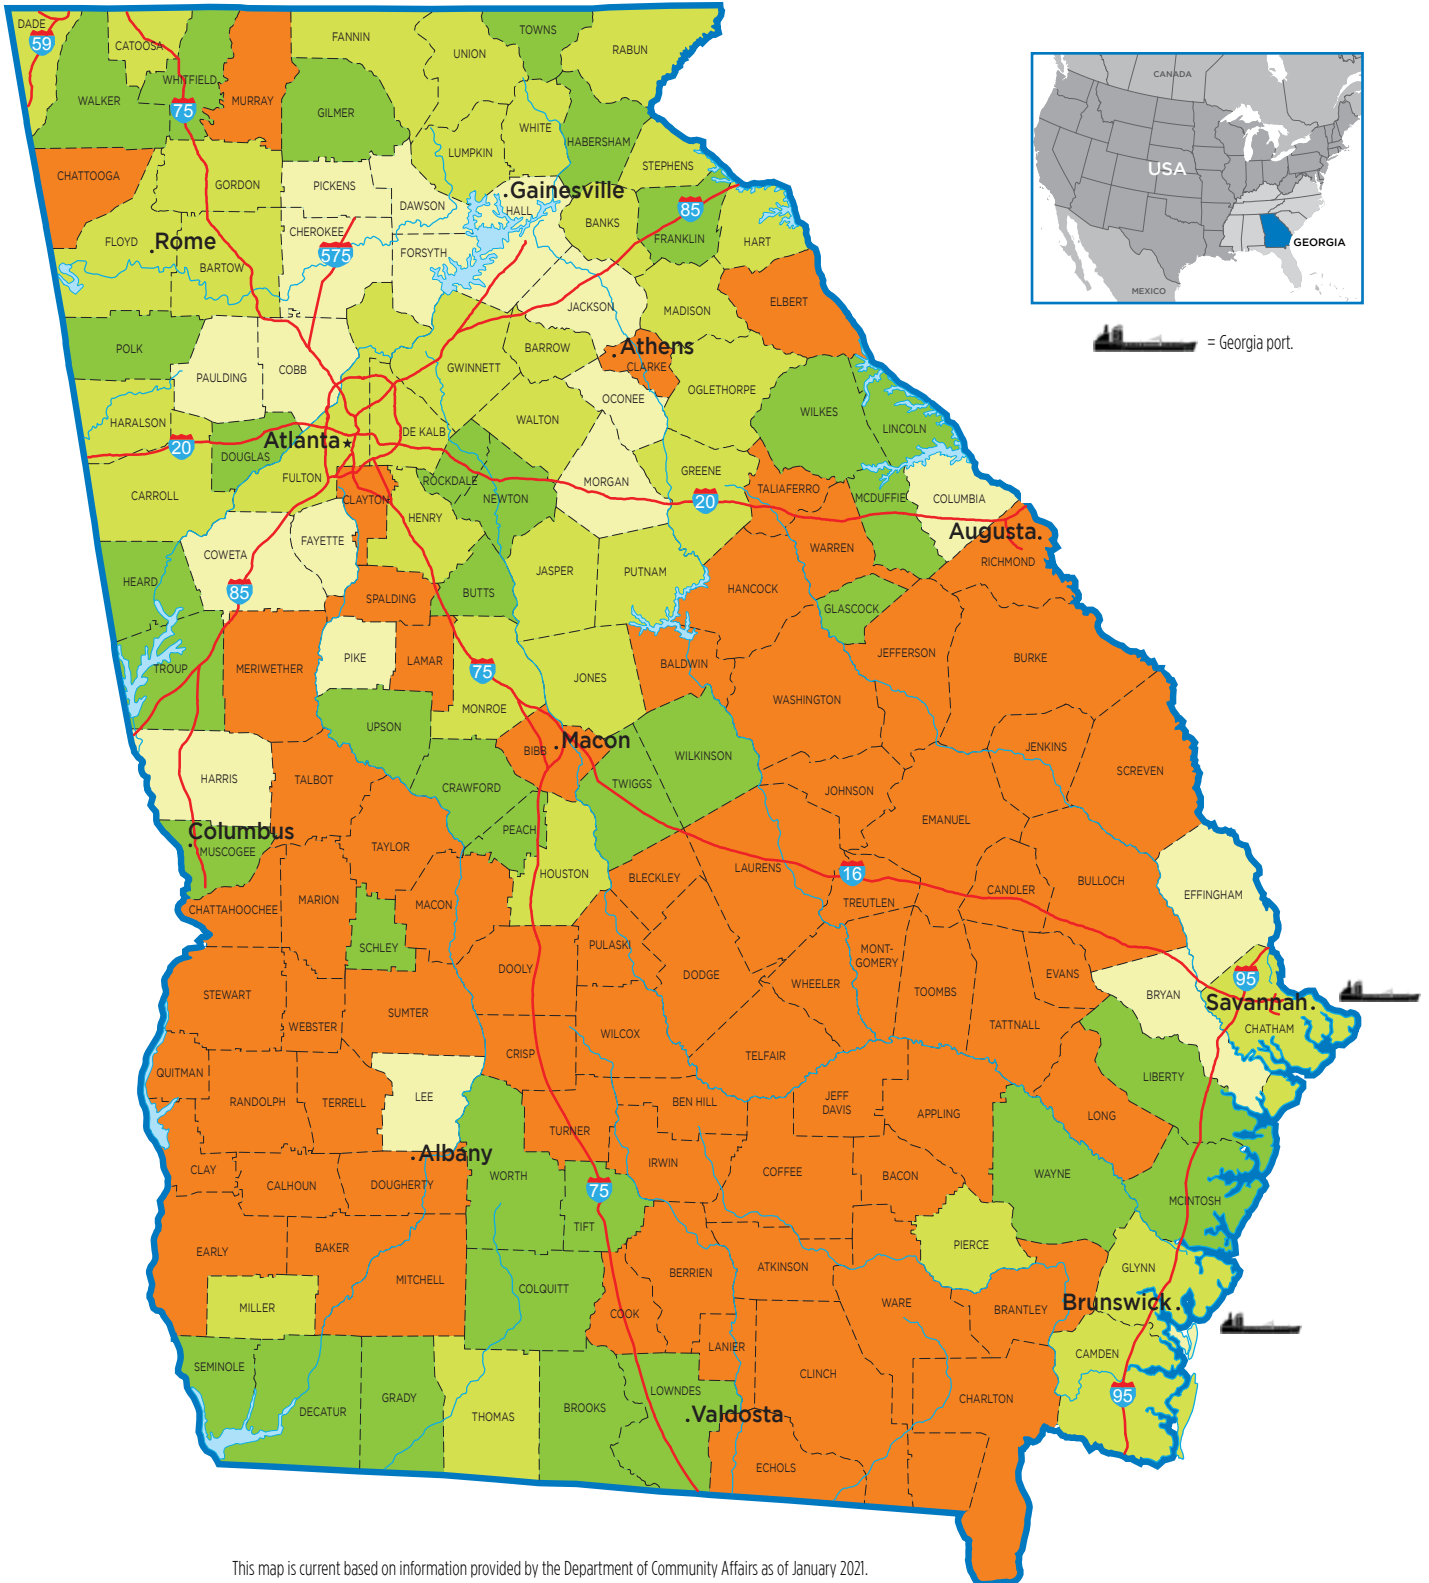 DADE
59
CATOOSA
FANNIN
UNION
TOWNS
RABUN
WALKER
WHITFIELD
75
MURRAY
GILMER
WHITE
HABERSHAM
LUMPKIN
STEPHENS
CHATTOOGA
GORDON
PICKENS
DAWSON
Gainesville
HALL
BANKS
85
FRANKLIN
HART
FLOYD
Rome
BARTOW
CHEROKEE
575
FORSYTH
JACKSON
MADISON
ELBERT
POLK
PAULDING
COBB
GWINNETT
BARROW
Athens
CLARKE
OCONEE
OGLETHORPE
WILKES
LINCOLN
HARALSON
20
DOUGLAS
Atlanta
DE KALB
WALTON
CARROLL
FULTON
CLAYTON
ROCKDALE
NEWTON
HENRY
MORGAN
GREENE
20
TALIAFERRO
MCDUFFIE
COLUMBIA
Augusta
RICHMOND
HEARD
COWETA
FAYETTE
85
SPALDING
BUTTS
JASPER
PUTNAM
HANCOCK
WARREN
GLASCOCK
TROUP
MERIWETHER
PIKE
LAMAR
75
MONROE
JONES
BALDWIN
WASHINGTON
JEFFERSON
BURKE
UPSON
BIBB
Macon
WILKINSON
JENKINS
SCREVEN
HARRIS
TALBOT
CRAWFORD
TWIGGS
JOHNSON
EMANUEL
Columbus
MUSCOGEE
TAYLOR
PEACH
HOUSTON
BLECKLEY
LAURENS
16
TREUTLEN
CANDLER
BULLOCH
EFFINGHAM
CHATTAHOOCHEE
MARION
MACON
SCHLEY
DOOLY
PULASKI
DODGE
WHEELER
MONT-
GOMERY
TOOMBS
EVANS
TATTNALL
BRYAN
95
Savannah
CHATHAM
STEWART
WEBSTER
SUMTER
CRISP
WILCOX
TELFAIR
LIBERTY
QUITMAN
RANDOLPH
TERRELL
LEE
TURNER
BEN HILL
JEFF
DAVIS
APPLING
LONG
Albany
CLAY
CALHOUN
DOUGHERTY
WORTH
75
TIFT
IRWIN
COFFEE
BACON
WAYNE
MCINTOSH
EARLY
BAKER
MITCHELL
COLQUITT
BERRIEN
ATKINSON
PIERCE
GLYNN
MILLER
COOK
WARE
BRANTLEY
Brunswick
LANIER
CLINCH
CAMDEN
95
SEMINOLE
DECATUR
GRADY
THOMAS
BROOKS
LOWNDES
Valdosta
ECHOLS
CHARLTON
CANADA
USA
GEORGIA
MEXICO
= Georgia port.
This map is current based on information provided by the Department of Community Affairs as of January 2021.